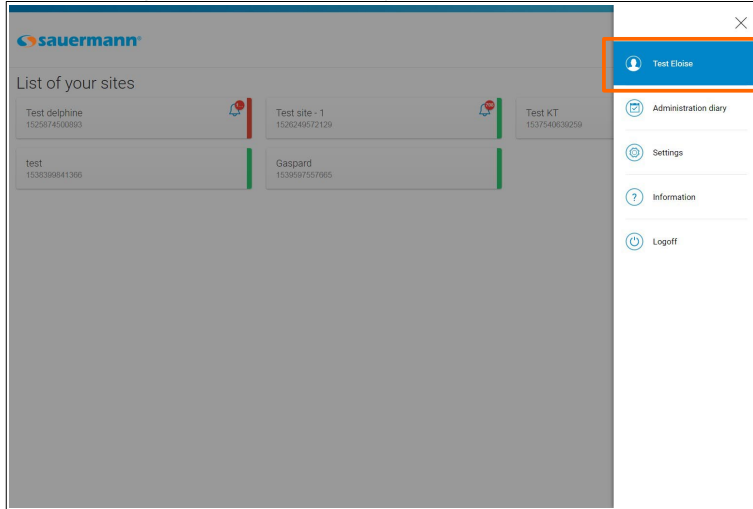 sauermann®
List of your sites
Test delphine
1525874500893
Test site - 1
1526249572129
Test KT
1537540639259
test
1538399841366
Gaspard
1539597557665
Test Eloise
Administration diary
Settings
? Information
Logoff